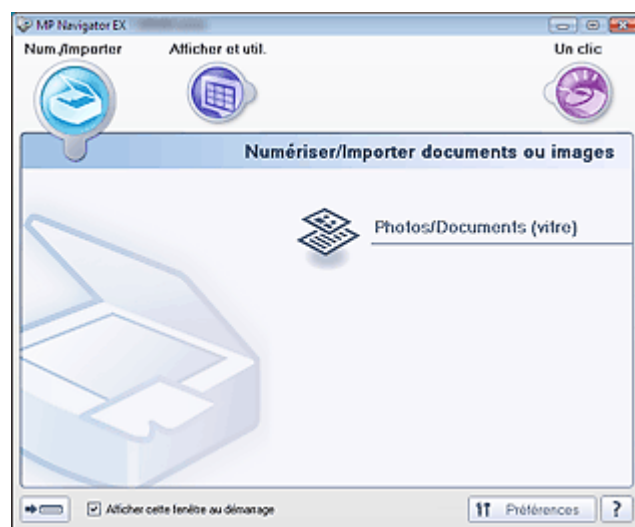 MP Navigator EX
Num./Importer
Afficher et util.
Un clic
Numériser/Importer documents ou images
Photos/Documents (vitre)
Afficher cette fenêtre au démarrage
Préférences
?